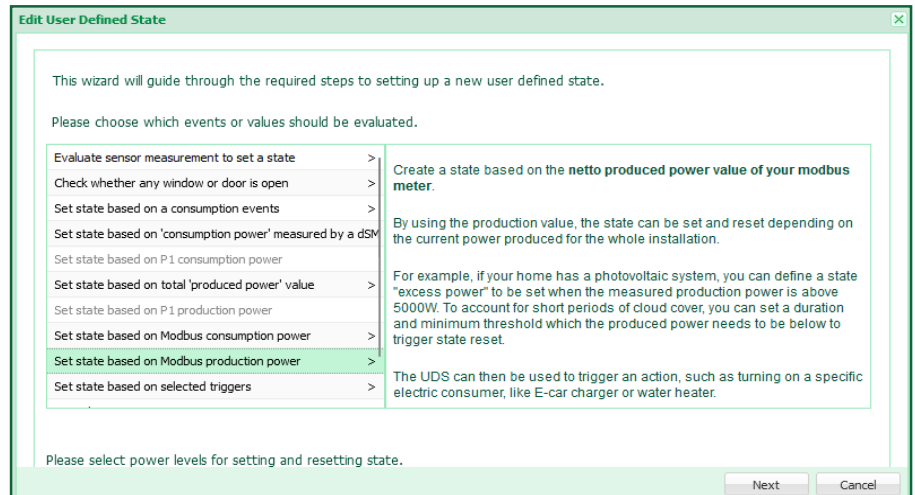 Edit User Defined State
This wizard will guide through the required steps to setting up a new user defined state.
Please choose which events or values should be evaluated.
Evaluate sensor measurement to set a state >
Check whether any window or door is open >
Set state based on a consumption events >
Set state based on 'consumption power' measured by a dSM
Set state based on P1 consumption power
Set state based on total 'produced power' value >
Set state based on P1 production power
Set state based on Modbus consumption power >
Set state based on Modbus production power >
Set state based on selected triggers >
Create a state based on the netto produced power value of your modbus
meter.
By using the production value, the state can be set and reset depending on
the current power produced for the whole installation.
For example, if your home has a photovoltaic system, you can define a state
"excess power" to be set when the measured production power is above
5000W. To account for short periods of cloud cover, you can set a duration
and minimum threshold which the produced power needs to be below to
trigger state reset.
The UDS can then be used to trigger an action, such as turning on a specific
electric consumer, like E-car charger or water heater.
Please select power levels for setting and resetting state.
Next Cancel